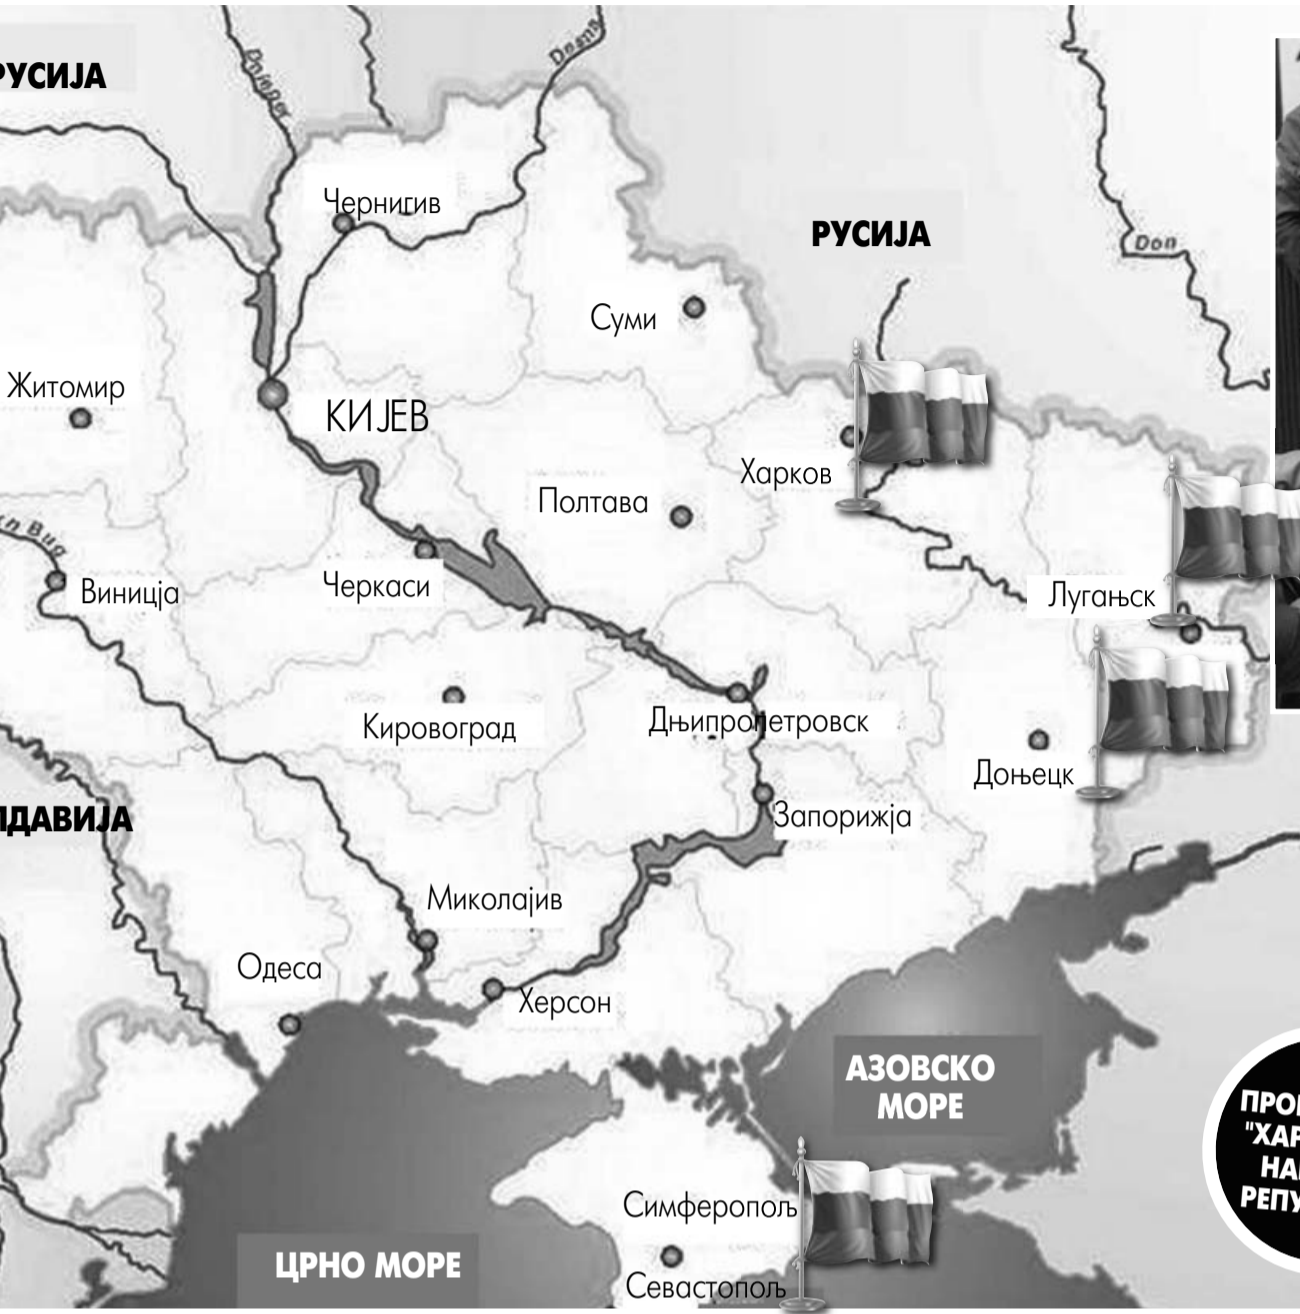 Dnieper
Desna
РУСИЈА
Чернигив
РУСИЈА
Don
Суми
Житомир
КИЈЕВ
Харков
Полтава
Bug
Виниција
Черкаси
Лугањск
Кировоград
Дњипропетровск
Доњецк
Запорижја
Миколајив
Одеса
Херсон
АЗОВСКО
МОРЕ
Симферопољ
ЦРНО МОРЕ
Севастопољ